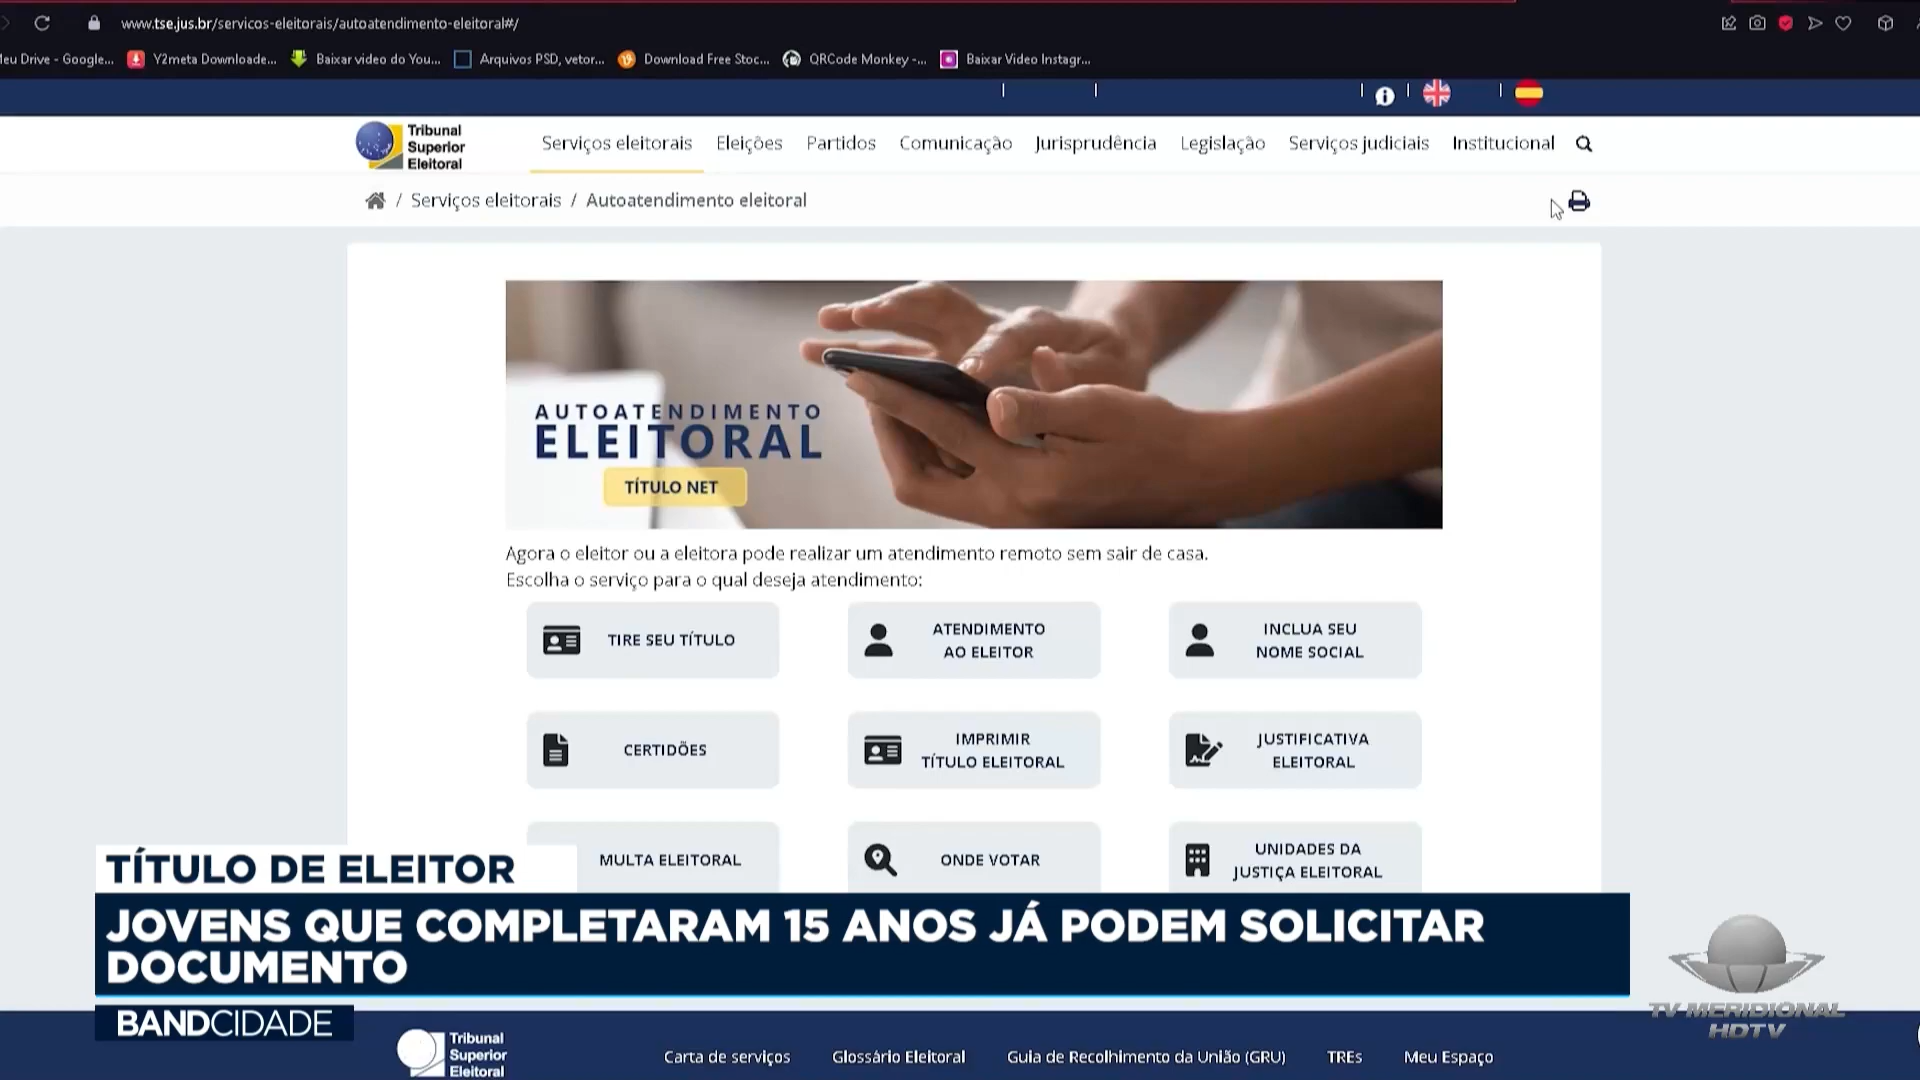 www.tse.jus.br/servicos-eleitorais/autoatendimento-eleitoral#/
Meu Drive - Google...
Y2meta Downloade...
Baixar video do You...
Arquivos PSD, vetor...
Download Free Stoc...
QRCode Monkey -...
Baixar Video Instagr...
Tribunal
Superior
Eleitoral
Serviços eleitorais
Eleições
Partidos
Comunicação
Jurisprudência
Legislação
Serviços judiciais
Institucional
/ Serviços eleitorais / Autoatendimento eleitoral
AUTOATENDIMENTO
ELEITORAL
TÍTULO NET
Agora o eleitor ou a eleitora pode realizar um atendimento remoto sem sair de casa.
Escolha o serviço para o qual deseja atendimento:
TIRE SEU TÍTULO
ATENDIMENTO
AO ELEITOR
INCLUA SEU
NOME SOCIAL
CERTIDÕES
IMPRIMIR
TÍTULO ELEITORAL
JUSTIFICATIVA
ELEITORAL
MULTA ELEITORAL
ONDE VOTAR
UNIDADES DA
JUSTIÇA ELEITORAL
TÍTULO DE ELEITOR
JOVENS QUE COMPLETARAM 15 ANOS JÁ PODEM SOLICITAR
DOCUMENTO
BANDCIDADE
TV MERIDIONAL
HDTV
Tribunal
Superior
Eleitoral
Carta de serviços
Glossário Eleitoral
Guia de Recolhimento da União (GRU)
TREs
Meu Espaço